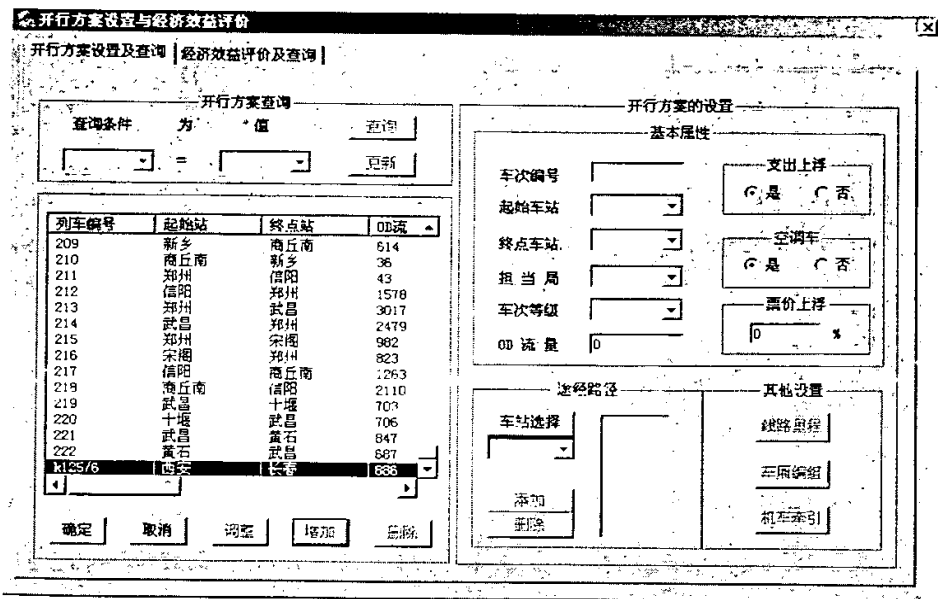 开行方案设置与经济效益评价
开行方案设置及查询 经济效益评价及查询
开行方案查询
查询条件 为 值 查询
= 更新
列车编号 起始站 终点站 OD流
209 新乡 商丘南 614
210 商丘南 新乡 36
211 郑州 信阳 43
212 信阳 郑州 1578
213 郑州 武昌 3017
214 武昌 郑州 2479
215 郑州 宋阁 982
216 宋阁 郑州 823
217 信阳 商丘南 1263
219 商丘南 信阳 2110
219 武昌 十堰 703
220 十堰 武昌 706
221 武昌 黄石 847
222 黄石 武昌 687
k125/6 西安 长春 886
确定 取消 调整 增加 删除
开行方案的设置
基本属性
车次编号
起始车站
终点车站
担当局
车次等级
OD 流量 0
支出上浮
是 否
空调车
是 否
票价上浮
0 %
途经路径
车站选择
添加
删除
其他设置
线路里程
车厢编组
机车牵引